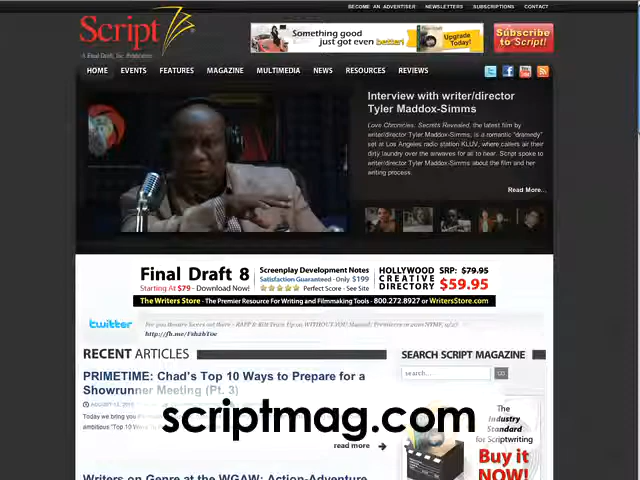 BECOME AN ADVERTISER NEWSLETTERS SUBSCRIPTIONS CONTACT
Script
A Final Draft, Inc. Publication
Something good
just got even better!
Upgrade Today!
Subscribe
to Script!
HOME EVENTS FEATURES MAGAZINE MULTIMEDIA NEWS RESOURCES REVIEWS
Interview with writer/director
Tyler Maddox-Simms
Love Chronicles: Secrets Revealed, the latest film by
writer/director Tyler Maddox-Simms, is a romantic "dramedy"
set at Los Angeles radio station KLUV, where callers air their
dirty laundry over the airwaves for all to hear. Script spoke to
writer/director Tyler Maddox-Simms about the film and her
writing process.
Read More...
Final Draft 8
Starting At $79 - Download Now!
Screenplay Development Notes
Satisfaction Guaranteed - Only $199
Perfect Score - See Site
HOLLYWOOD
CREATIVE
DIRECTORY
SRP: $79.95
$59.95
The Writers Store - The Premier Resource For Writing and Filmmaking Tools - 800.272.8927 or WritersStore.com
twitter
RECENT ARTICLES
SEARCH SCRIPT MAGAZINE
search...
GO
PRIMETIME: Chad's Top 10 Ways to Prepare for a
Showrunner Meeting (Pt. 3)
Today we bring you
ambitious "Top 10 Ways
scriptmag.com
read more
The
Industry
Standard
for Scriptwriting
Buy it
NOW!
Writers on Genre at the WGAW: Action-Adventure